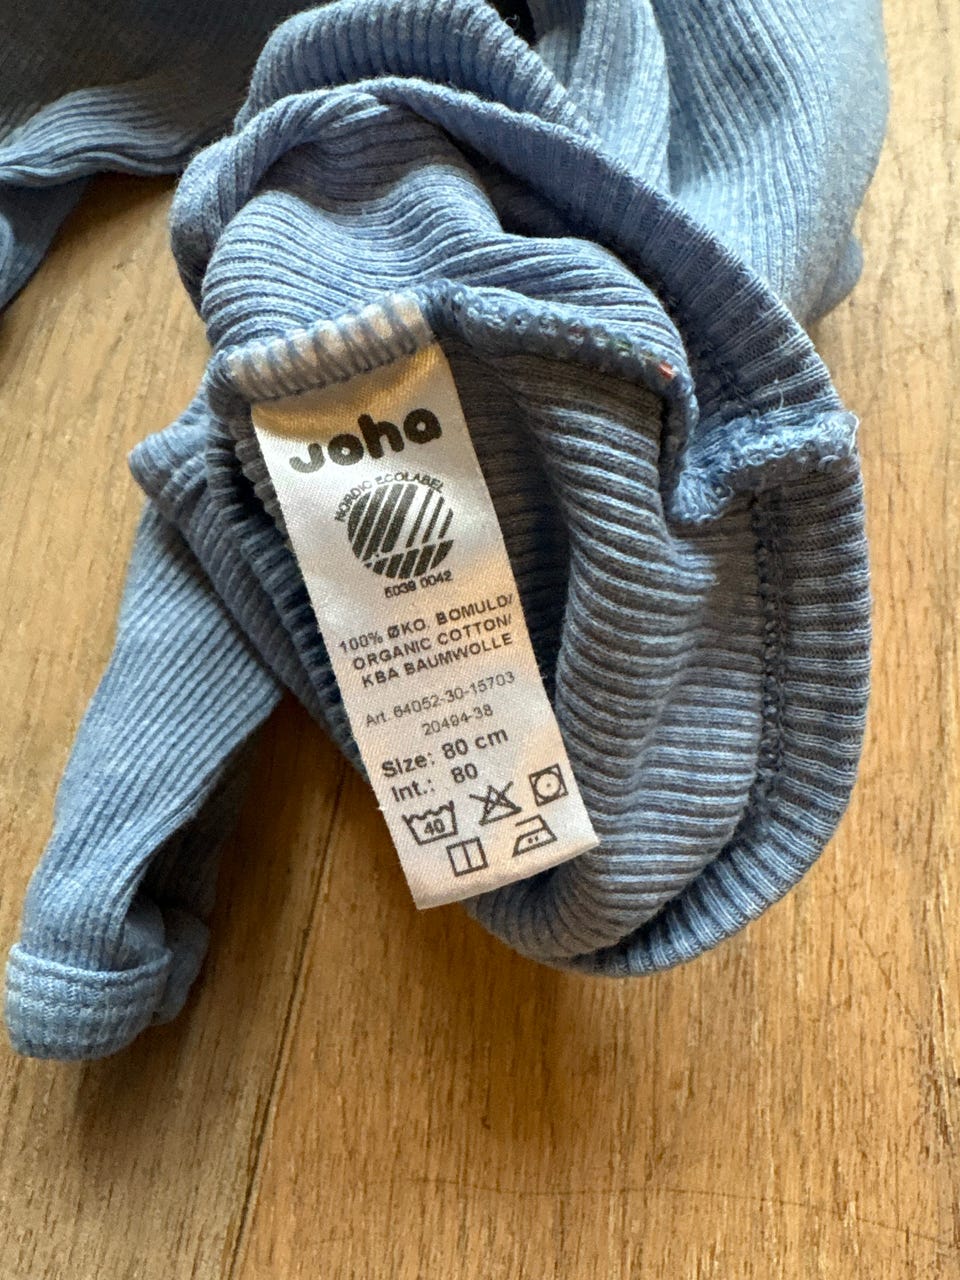 Joha
NORDIC ECOLABEL
5039 0042
100% ØKO. BOMULD/
ORGANIC COTTON/
KBA BAUMWOLLE
Art. 64052-30-15703
20494-38
Size: 80 cm
Int.: 80
40